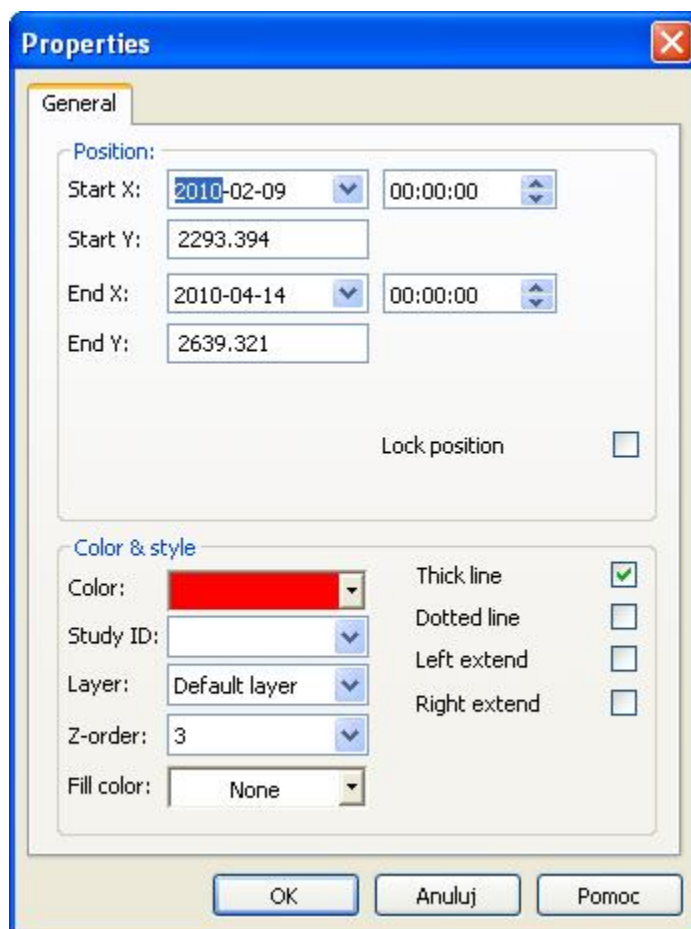 Properties
General
Position:
Start X: 2010-02-09 00:00:00
Start Y: 2293.394
End X: 2010-04-14 00:00:00
End Y: 2639.321
Lock position
Color & style
Color:
Thick line
Dotted line
Study ID:
Left extend
Layer: Default layer
Right extend
Z-order: 3
Fill color: None
OK Anuluj Pomoc